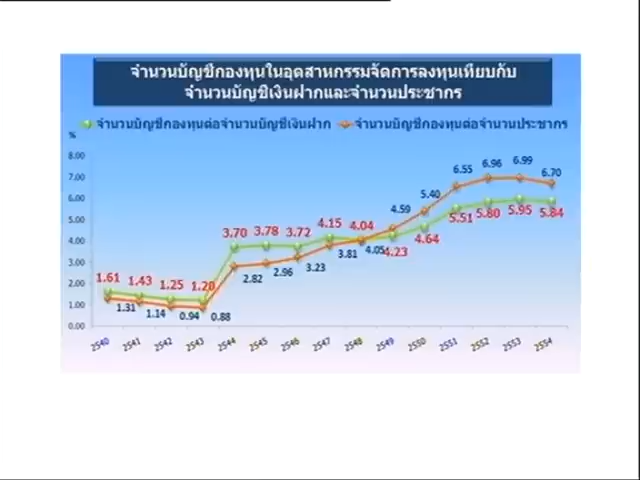 จำนวนบัญชีกองทุนในอุตสาหกรรมจัดการลงทุนเทียบกับ
จำนวนบัญชีเงินฝากและจำนวนประชากร
จำนวนบัญชีกองทุนต่อจำนวนบัญชีเงินฝาก จำนวนบัญชีกองทุนต่อจำนวนประชากร
%
8.00
7.00
6.00
5.00
4.00
3.00
2.00
1.00
0.00
1.61 1.43 1.25 1.20 3.70 3.78 3.72 4.15 4.04 4.23 4.64 5.51 5.80 5.95 5.84
1.31 1.14 0.94 0.88 2.82 2.96 3.23 3.81 4.05 4.59 5.40 6.55 6.96 6.99 6.70
2540 2541 2542 2543 2544 2545 2546 2547 2548 2549 2550 2551 2552 2553 2554